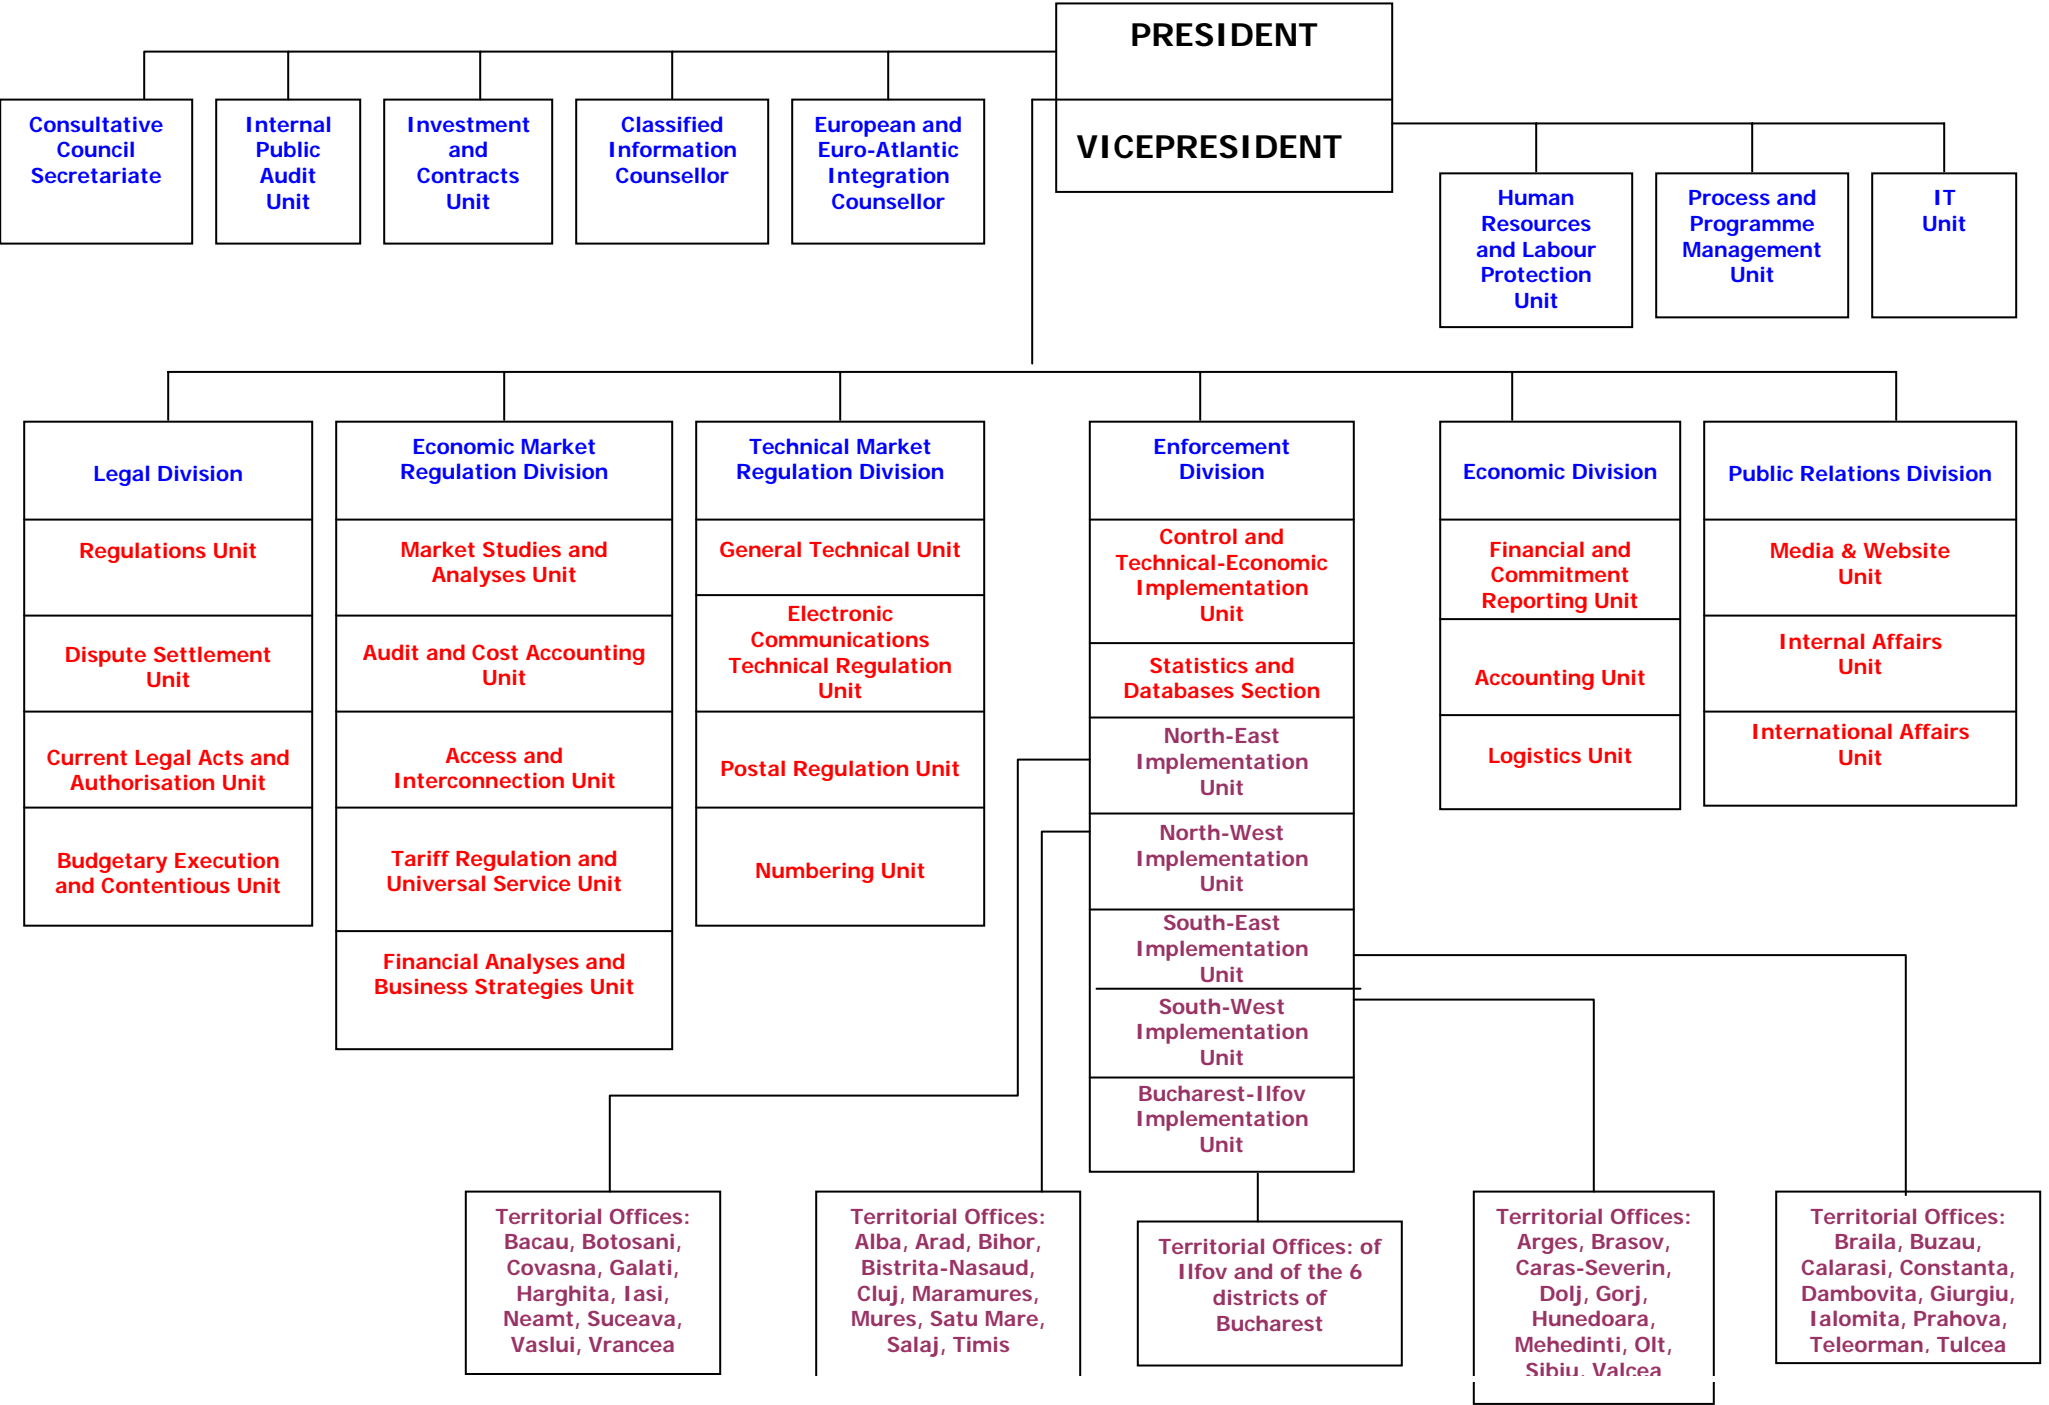 PRESIDENT
VICEPRESIDENT
Consultative
Council
Secretariate
Internal
Public
Audit
Unit
Investment
and
Contracts
Unit
Classified
Information
Counsellor
European and
Euro-Atlantic
Integration
Counsellor
Human
Resources
and Labour
Protection
Unit
Process and
Programme
Management
Unit
IT
Unit
Legal Division
Regulations Unit
Dispute Settlement
Unit
Current Legal Acts and
Authorisation Unit
Budgetary Execution
and Contentious Unit
Economic Market
Regulation Division
Market Studies and
Analyses Unit
Audit and Cost Accounting
Unit
Access and
Interconnection Unit
Tariff Regulation and
Universal Service Unit
Financial Analyses and
Business Strategies Unit
Technical Market
Regulation Division
General Technical Unit
Electronic
Communications
Technical Regulation
Unit
Postal Regulation Unit
Numbering Unit
Enforcement
Division
Control and
Technical-Economic
Implementation
Unit
Statistics and
Databases Section
North-East
Implementation
Unit
North-West
Implementation
Unit
South-East
Implementation
Unit
South-West
Implementation
Unit
Bucharest-Ilfov
Implementation
Unit
Economic Division
Financial and
Commitment
Reporting Unit
Accounting Unit
Logistics Unit
Public Relations Division
Media & Website
Unit
Internal Affairs
Unit
International Affairs
Unit
Territorial Offices:
Bacau, Botosani,
Covasna, Galati,
Harghita, Iasi,
Neamt, Suceava,
Vaslui, Vrancea
Territorial Offices:
Alba, Arad, Bihor,
Bistrita-Nasaud,
Cluj, Maramures,
Mures, Satu Mare,
Salaj, Timis
Territorial Offices: of
Ilfov and of the 6
districts of
Bucharest
Territorial Offices:
Arges, Brasov,
Caras-Severin,
Dolj, Gorj,
Hunedoara,
Mehedinti, Olt,
Sibiu, Valcea
Territorial Offices:
Braila, Buzau,
Calarasi, Constanta,
Dambovita, Giurgiu,
Ialomita, Prahova,
Teleorman, Tulcea